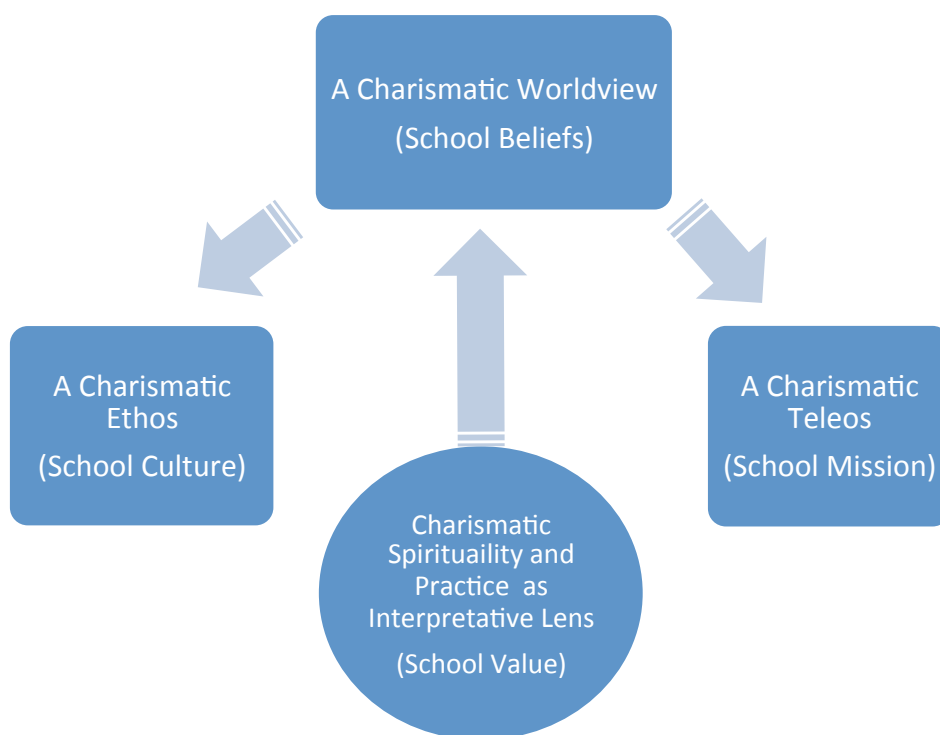 A Charismatic Worldview
(School Beliefs)
A Charismatic
Ethos
(School Culture)
A Charismatic
Teleos
(School Mission)
Charismatic
Spirituaility and
Practice as
Interpretative Lens
(School Value)